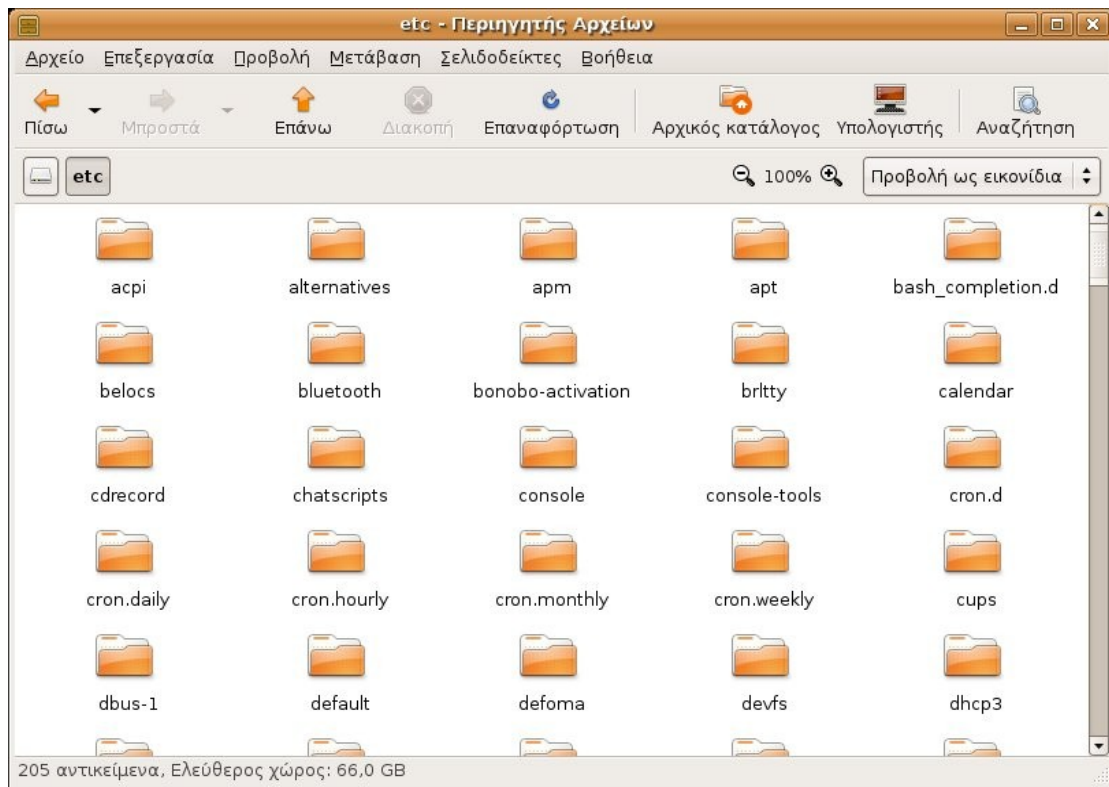 etc - Περιηγητής Αρχείων
Αρχείο Επεξεργασία Προβολή Μετάβαση Σελιδοδείκτες Βοήθεια
Πίσω Μπροστά Επάνω Διακοπή Επαναφόρτωση Αρχικός κατάλογος Υπολογιστής Αναζήτηση
etc 100% Προβολή ως εικονίδια
acpi alternatives apm apt bash_completion.d
belocs bluetooth bonobo-activation brltty calendar
cdrecord chatscripts console console-tools cron.d
cron.daily cron.hourly cron.monthly cron.weekly cups
dbus-1 default defoma devfs dhcp3
205 αντικείμενα, Ελεύθερος χώρος: 66,0 GB